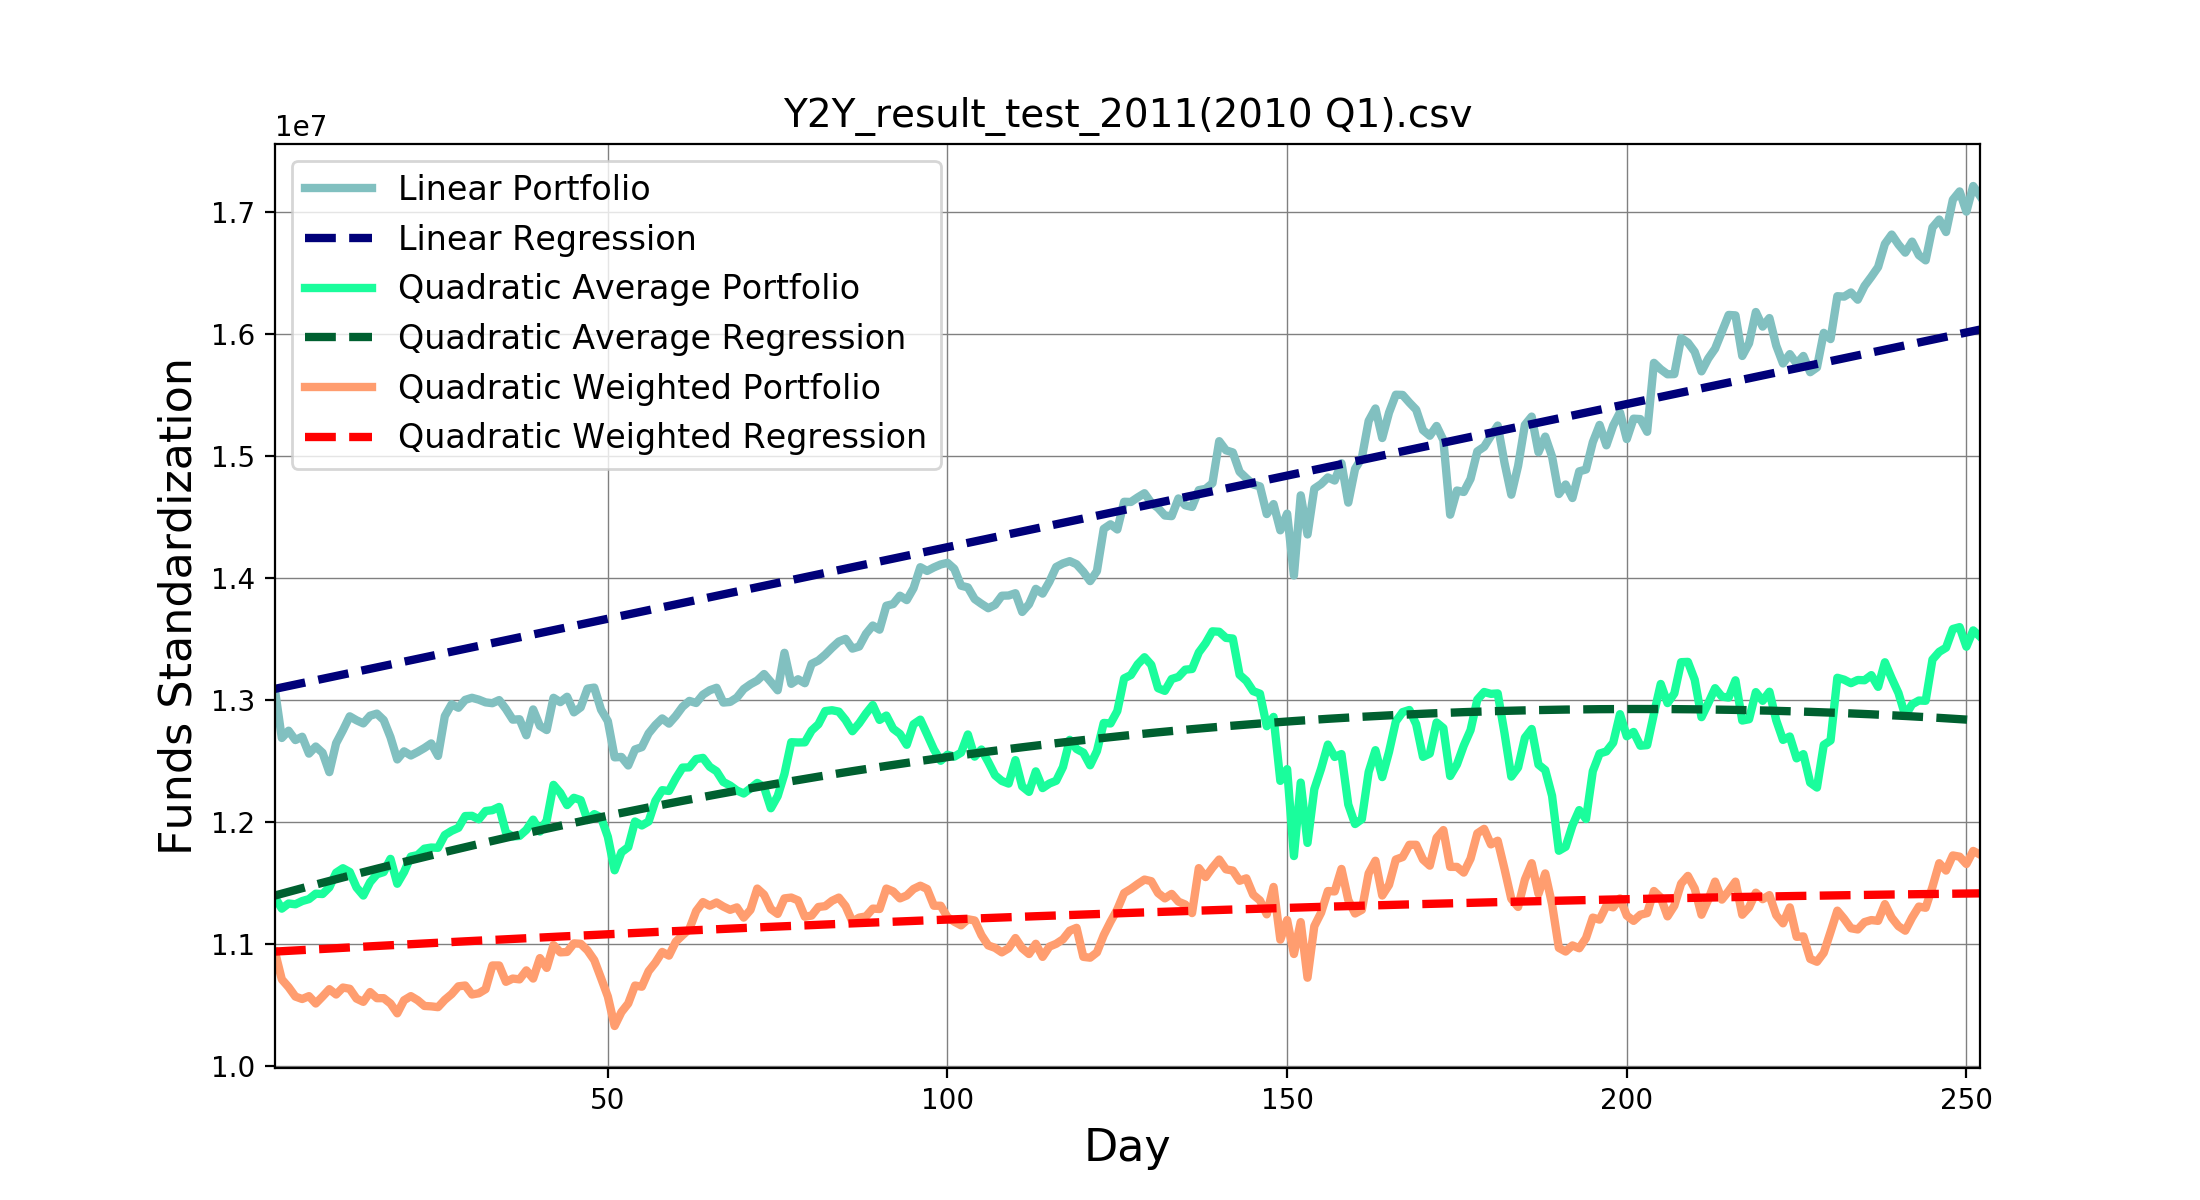 Y2Y_result_test_2011(2010 Q1).csv
1e7
Linear Portfolio
Linear Regression
Quadratic Average Portfolio
Quadratic Average Regression
Quadratic Weighted Portfolio
Quadratic Weighted Regression
Funds Standardization
1.7
1.6
1.5
1.4
1.3
1.2
1.1
1.0
50 100 150 200 250
Day